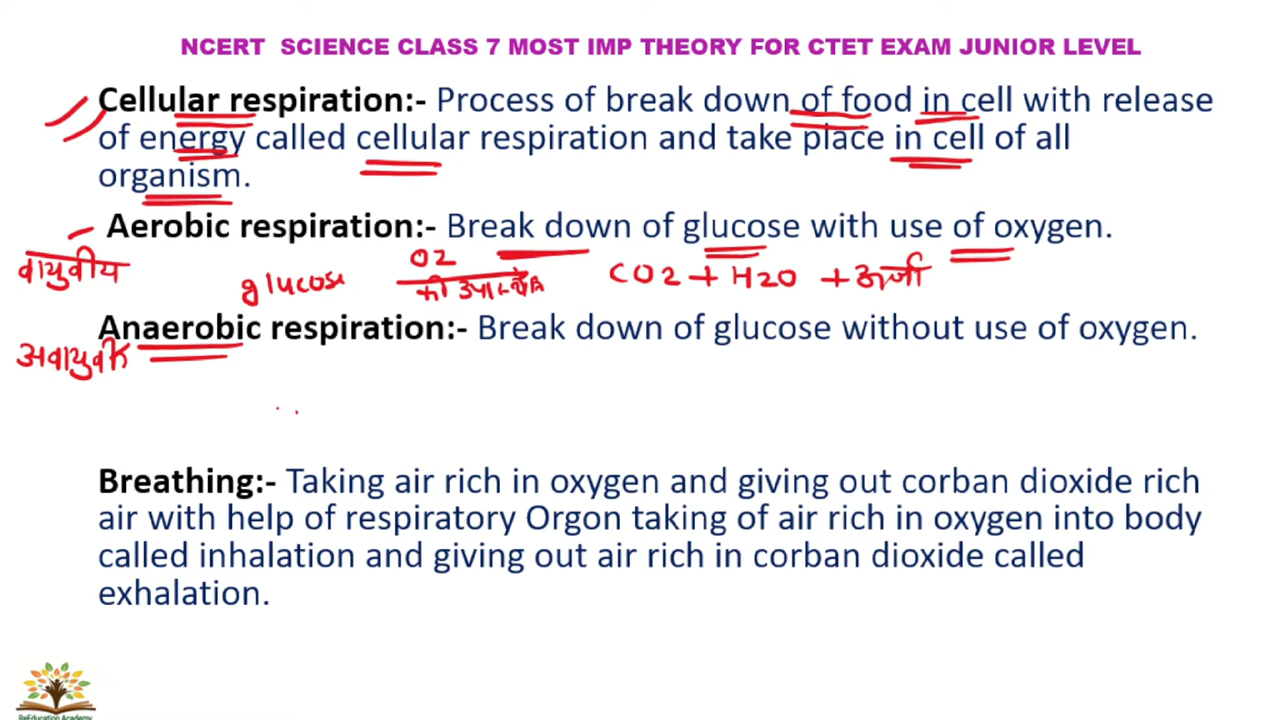 NCERT SCIENCE CLASS 7 MOST IMP THEORY FOR CTET EXAM JUNIOR LEVEL
Cellular respiration:- Process of break down of food in cell with release
of energy called cellular respiration and take place in cell of all
organism.
Aerobic respiration:- Break down of glucose with use of oxygen.
वायुवीय
glucose
O2
की उपस्थिति
CO2 + H2O + ऊर्जा
Anaerobic respiration:- Break down of glucose without use of oxygen.
अवायुवीय
Breathing:- Taking air rich in oxygen and giving out corban dioxide rich
air with help of respiratory Orgon taking of air rich in oxygen into body
called inhalation and giving out air rich in corban dioxide called
exhalation.
ReEducation Academy